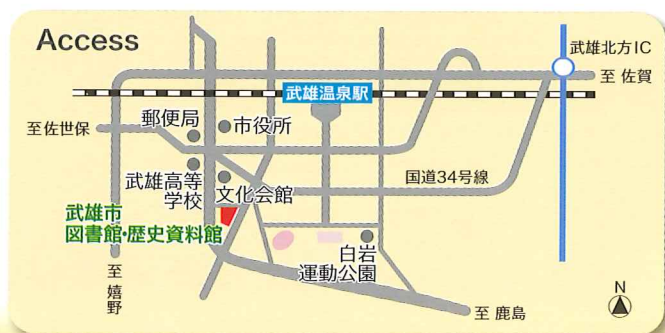 Access
武雄北方IC
至 佐賀
武雄温泉駅
郵便局
市役所
至佐世保
武雄高等
学校
文化会館
国道34号線
武雄市
図書館・歴史資料館
白岩
運動公園
至
嬉
野
至 鹿島
N